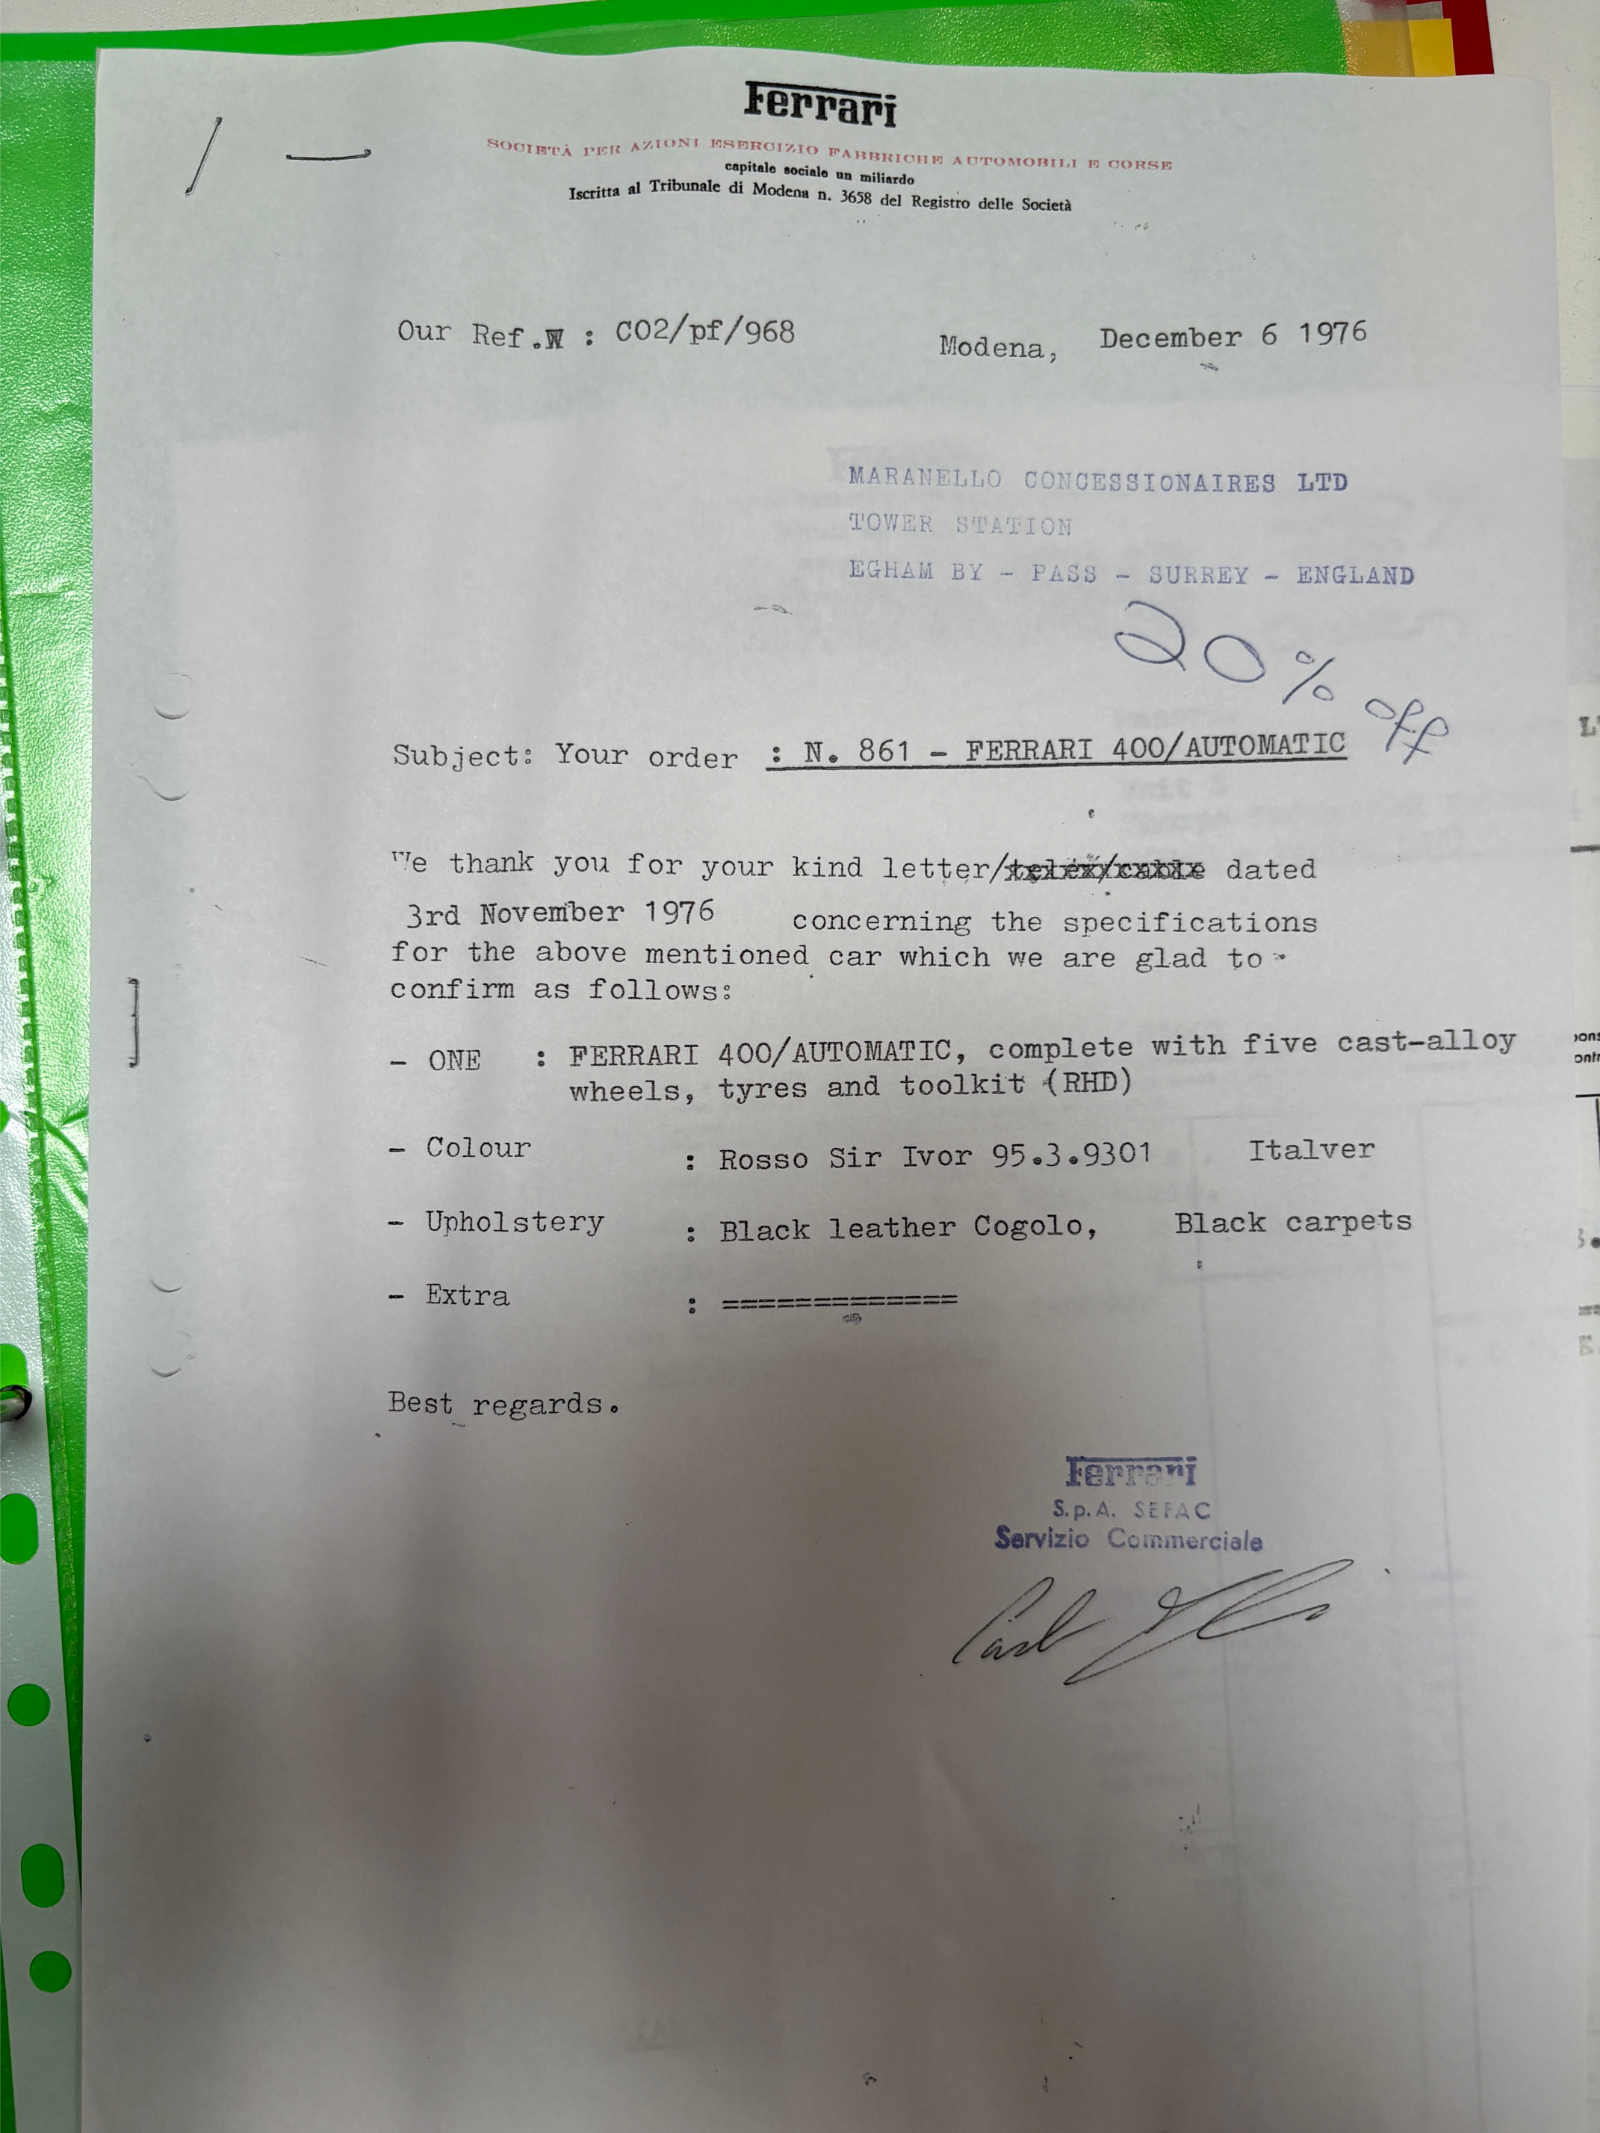 Ferrari
SOCIETÀ PER AZIONI ESERCIZIO FABBRICHE AUTOMOBILI E CORSE
capitale sociale un miliardo
Iscritta al Tribunale di Modena n. 3658 del Registro delle Società
Our Ref. : CO2/pf/968 Modena, December 6 1976
MARANELLO CONCESSIONAIRES LTD
TOWER STATION
EGHAM BY - PASS - SURREY - ENGLAND
20% off
Subject: Your order : N. 861 - FERRARI 400/AUTOMATIC
We thank you for your kind letter/telex/cable dated
3rd November 1976 concerning the specifications
for the above mentioned car which we are glad to
confirm as follows:
- ONE : FERRARI 400/AUTOMATIC, complete with five cast-alloy
wheels, tyres and toolkit (RHD)
- Colour : Rosso Sir Ivor 95.3.9301 Italver
- Upholstery : Black leather Cogolo, Black carpets
- Extra : =============
Best regards.
Ferrari
S.p.A. SEFAC
Servizio Commerciale